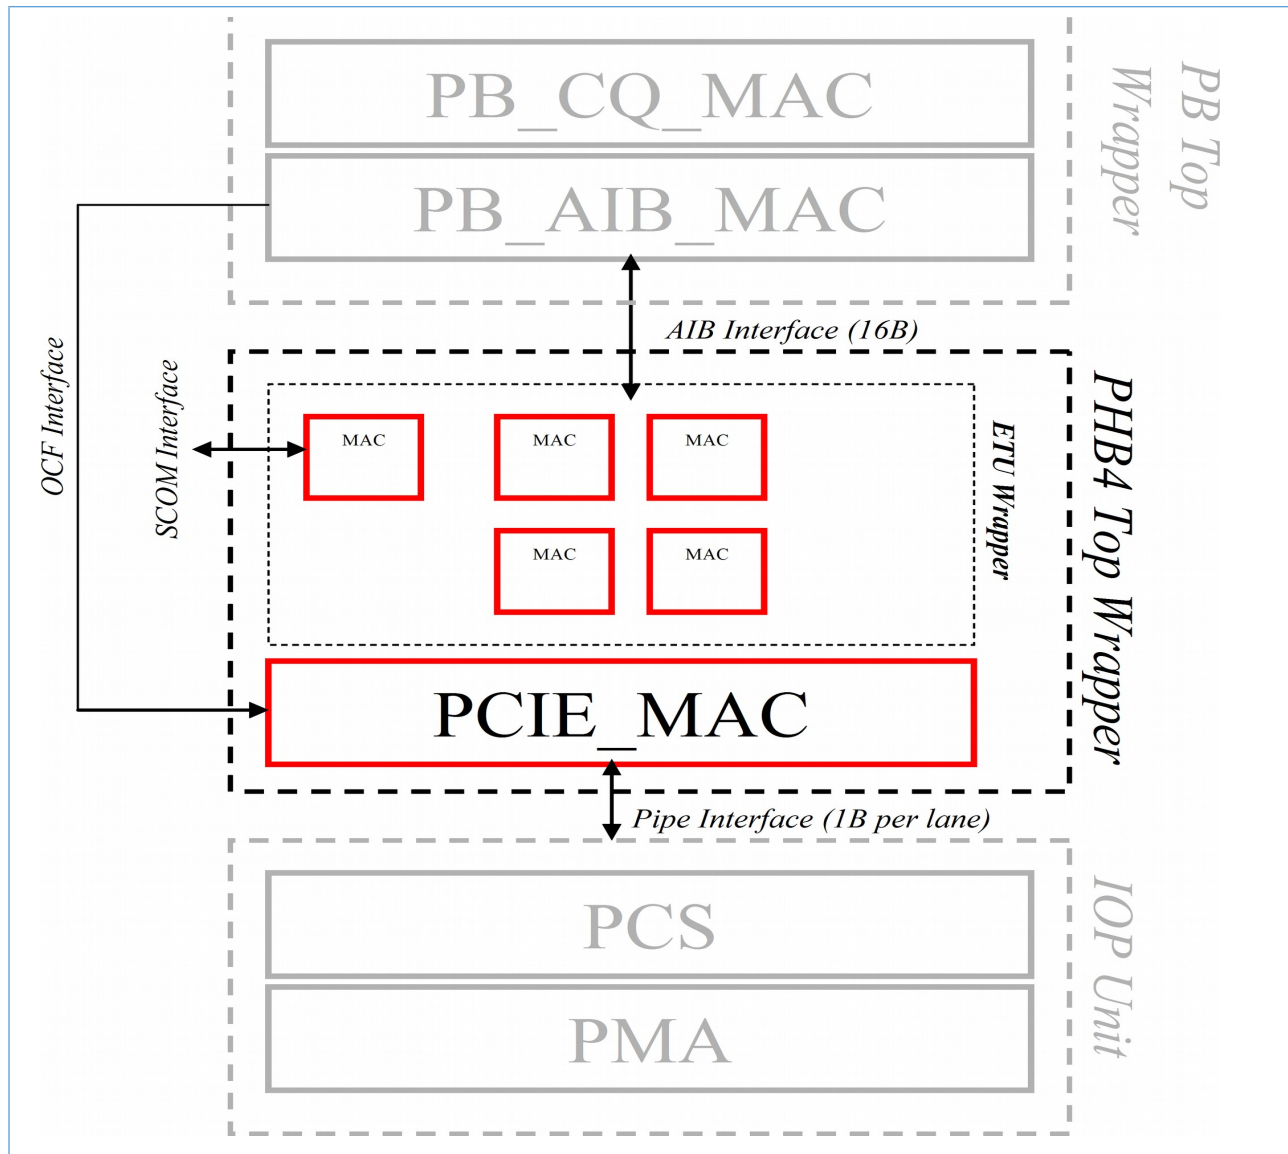 PB_CQ_MAC
PB_AIB_MAC
PB Top
Wrapper
AIB Interface (16B)
OCF Interface
SCOM Interface
MAC
MAC
MAC
MAC
MAC
ETU Wrapper
PHB4 Top Wrapper
PCIE_MAC
Pipe Interface (1B per lane)
PCS
PMA
IOP Unit